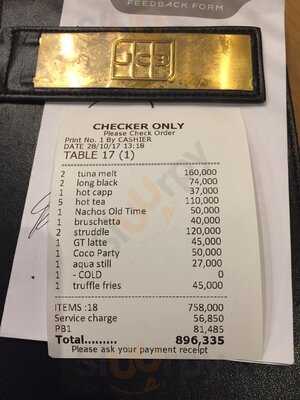 FEEDBACK FORM
JCB
CHECKER ONLY
Please Check Order
Print No. 1 By CASHIER
DATE 28/10/17 13:18
TABLE 17 (1)
2 tuna melt 160,000
2 long black 74,000
1 hot capp 37,000
5 hot tea 110,000
1 Nachos Old Time 50,000
1 bruschetta 40,000
2 struddle 120,000
1 GT latte 45,000
1 Coco Party 50,000
1 aqua still 27,000
1 - COLD 0
1 truffle fries 45,000
ITEMS :18 758,000
Service charge 56,850
PB1 81,485
Total......... 896,335
Please ask your payment receipt